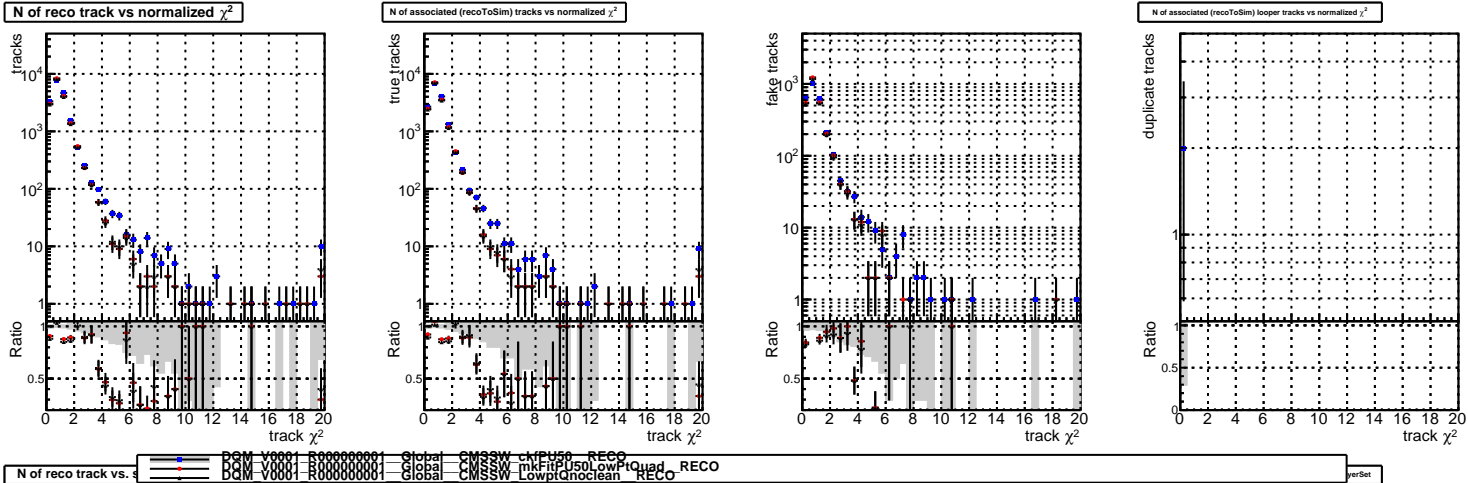 N of reco track vs normalized χ²
N of associated (recoToSim) tracks vs normalized χ²
N of associated (recoToSim) looper tracks vs normalized χ²
tracks
10⁴
10³
10²
10
1
Ratio
1
0.5
0 2 4 6 8 10 12 14 16 18 20
track χ²
true tracks
10⁴
10³
10²
10
1
Ratio
1
0.5
0 2 4 6 8 10 12 14 16 18 20
track χ²
fake tracks
10³
10²
10
1
Ratio
1
0.5
0 2 4 6 8 10 12 14 16 18 20
track χ²
duplicate tracks
1
Ratio
1
0.5
0
0 2 4 6 8 10 12 14 16 18 20
track χ²
N of reco track vs. s
DQM_V0001_R000000001__Global__CMSSW_ckfPU50__RECO
DQM_V0001_R000000001__Global__CMSSW_mkFitPU50LowPtQuad__RECO
DQM_V0001_R000000001__Global__CMSSW_LowptQnoclean__RECO
yerSet